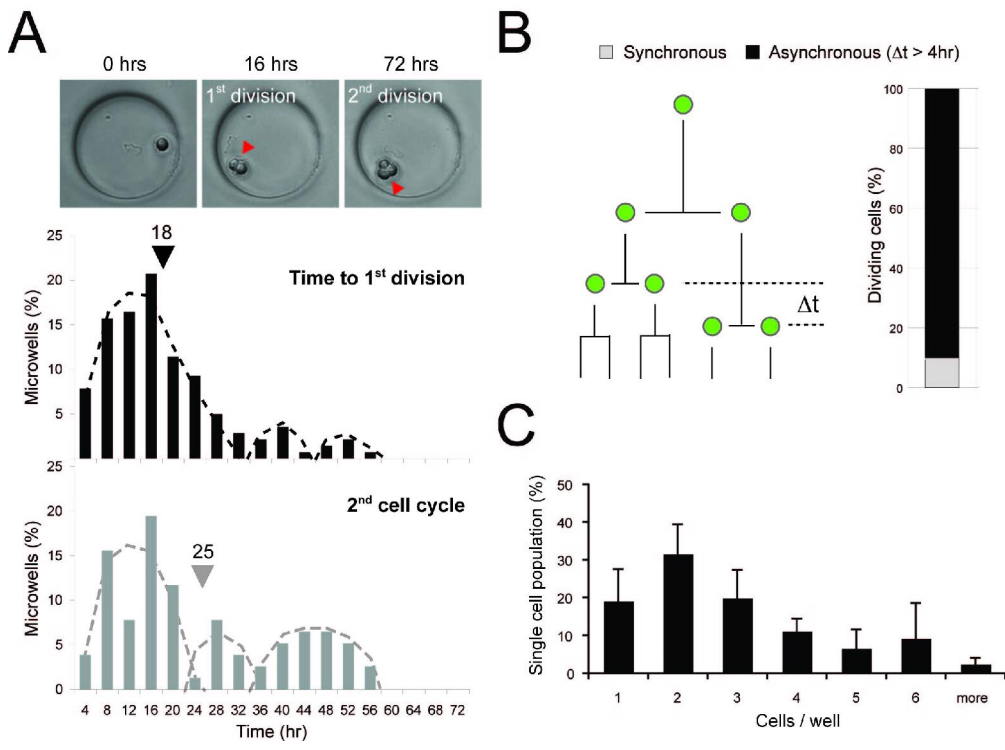 A
0 hrs 16 hrs 72 hrs
1st division 2nd division
25
20
15
10
5
Microwells (%)
18
Time to 1st division
25
20
15
10
5
0
Microwells (%)
2nd cell cycle
25
4 8 12 16 20 24 28 32 36 40 44 48 52 56 60 64 68 72
Time (hr)
B
Synchronous Asynchronous (Δt > 4hr)
Δt
100
80
60
40
20
0
Dividing cells (%)
C
50
40
30
20
10
0
Single cell population (%)
1 2 3 4 5 6 more
Cells / well